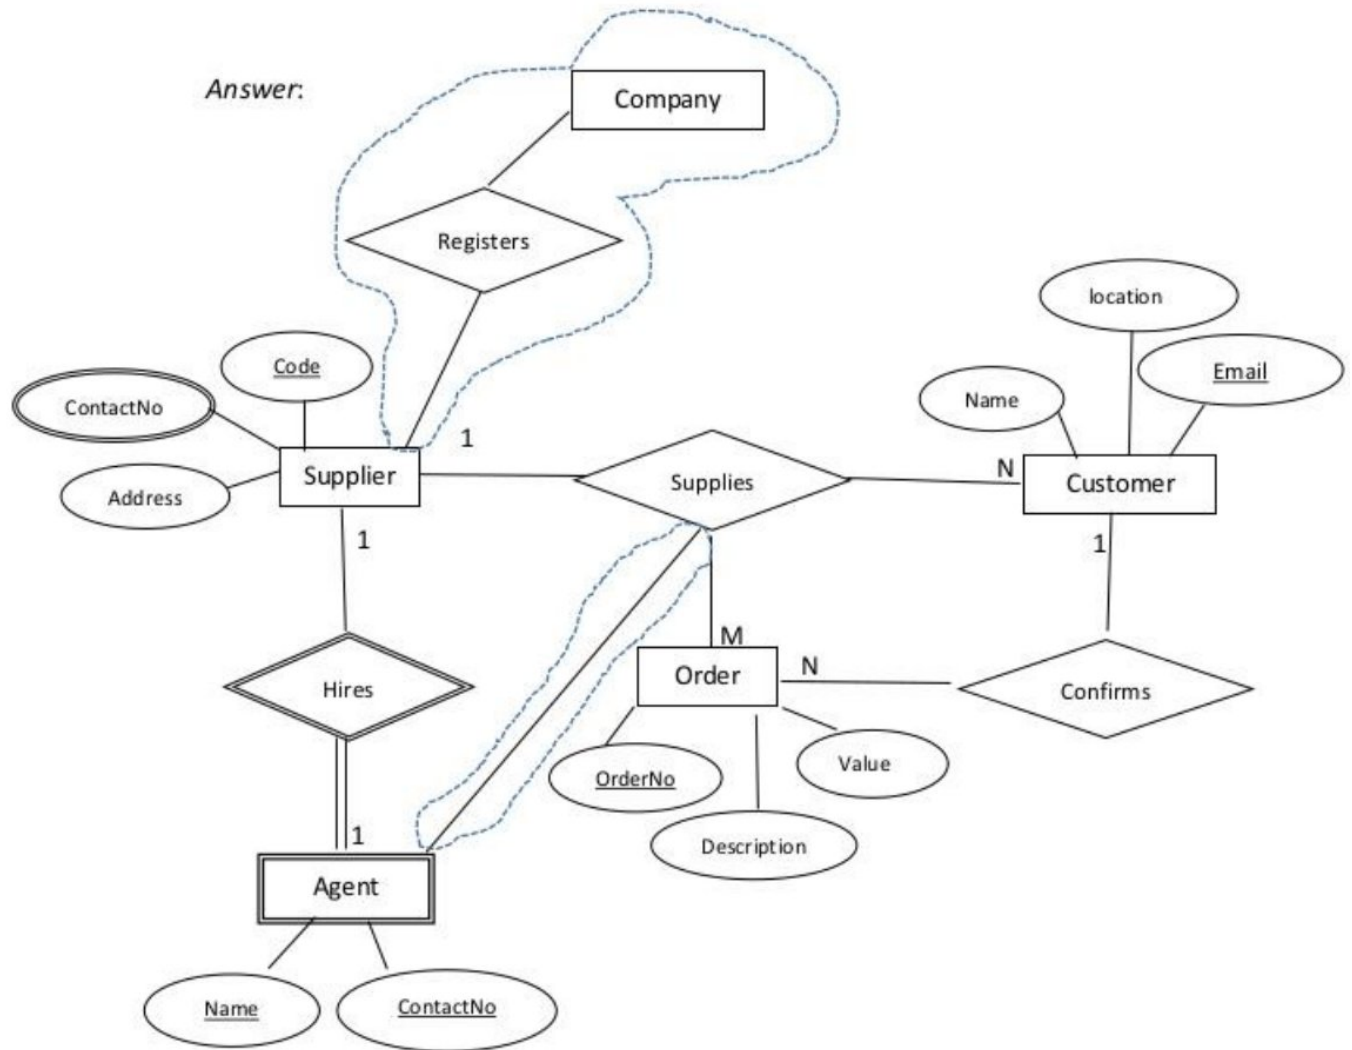 Answer:
Company
Registers
location
Code
Email
ContactNo
Name
1
Supplier
N
Customer
Supplies
Address
1
1
M
Order
N
Hires
Confirms
OrderNo
Value
1
Description
Agent
Name
ContactNo